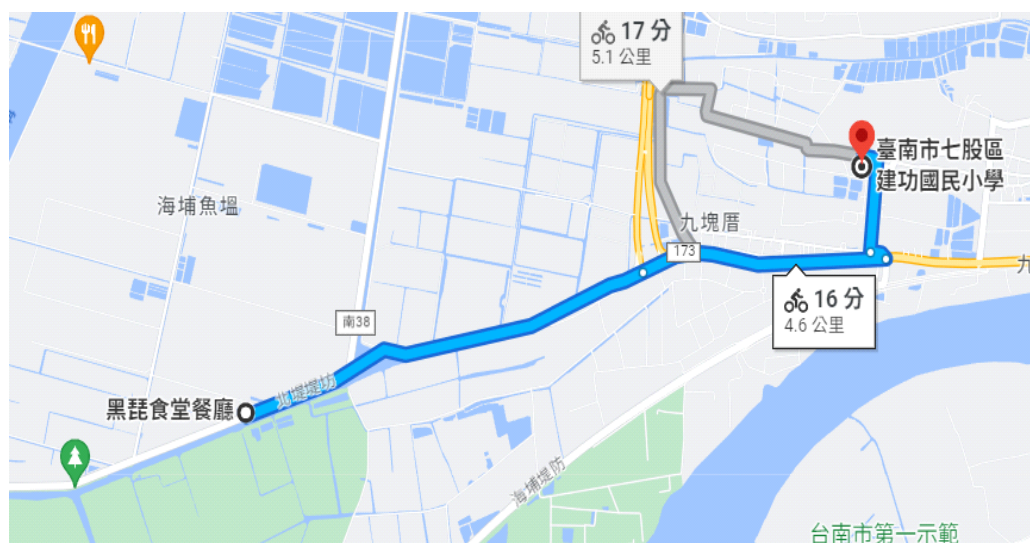 17 分
5.1 公里
臺南市七股區
建功國民小學
海埔魚塭
九塊厝
173
九
16 分
4.6 公里
南38
北堤堤坊
黑琵食堂餐廳
海埔堤防
台南市第一示範